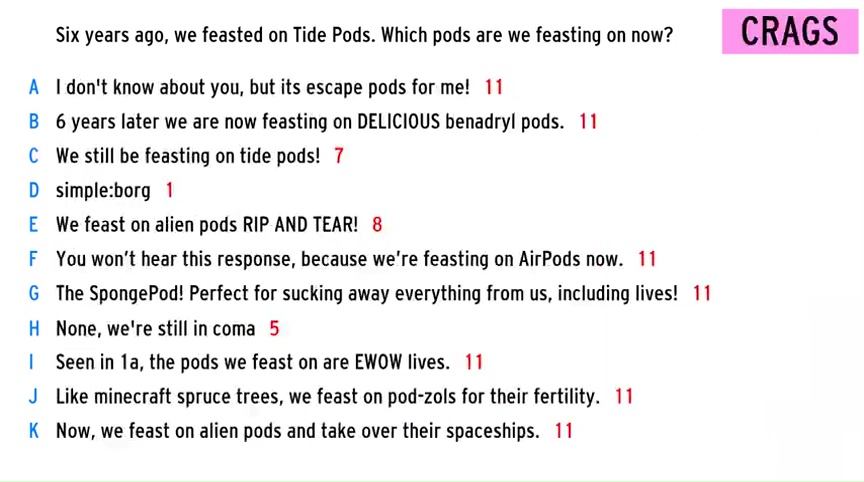 Six years ago, we feasted on Tide Pods. Which pods are we feasting on now?
CRAGS
A I don't know about you, but its escape pods for me! 11
B 6 years later we are now feasting on DELICIOUS benadryl pods. 11
C We still be feasting on tide pods! 7
D simple:borg 1
E We feast on alien pods RIP AND TEAR! 8
F You won’t hear this response, because we’re feasting on AirPods now. 11
G The SpongePod! Perfect for sucking away everything from us, including lives! 11
H None, we're still in coma 5
I Seen in 1a, the pods we feast on are EWOW lives. 11
J Like minecraft spruce trees, we feast on pod-zols for their fertility. 11
K Now, we feast on alien pods and take over their spaceships. 11